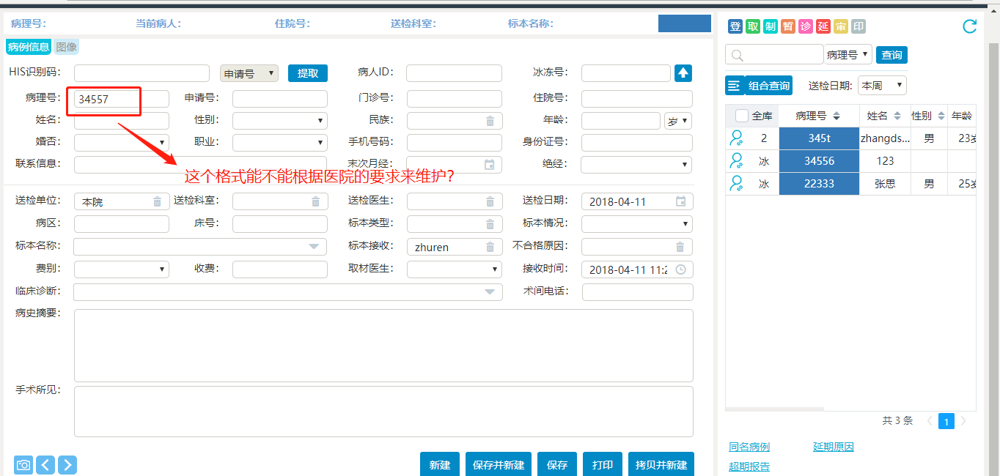 病理号： 当前病人： 住院号： 送检科室： 标本名称：
病例信息 图像
HIS识别码： 申请号 提取 病人ID： 冰冻号：
病理号： 34557 申请号： 门诊号： 住院号：
姓名： 性别： 民族： 年龄： 岁
婚否： 职业： 手机号码： 身份证号：
联系信息： 末次月经： 绝经：
这个格式能不能根据医院的要求来维护？
送检单位： 本院 送检科室： 送检医生： 送检日期： 2018-04-11
病区： 床号： 标本类型： 标本情况：
标本名称： 标本接收： zhuren 不合格原因：
费别： 收费： 取材医生： 接收时间： 2018-04-11 11:2
临床诊断： 术间电话：
病史摘要：
手术所见：
新建 保存并新建 保存 打印 拷贝并新建
登 取 制 暂 诊 延 审 印
病理号 查询
组合查询 送检日期： 本周
全库 病理号 姓名 性别 年龄
2 345t zhangds... 男 23岁
冰 34556 123
冰 22333 张思 男 25岁
共 3 条 1
同名病例 延期原因
超期报告